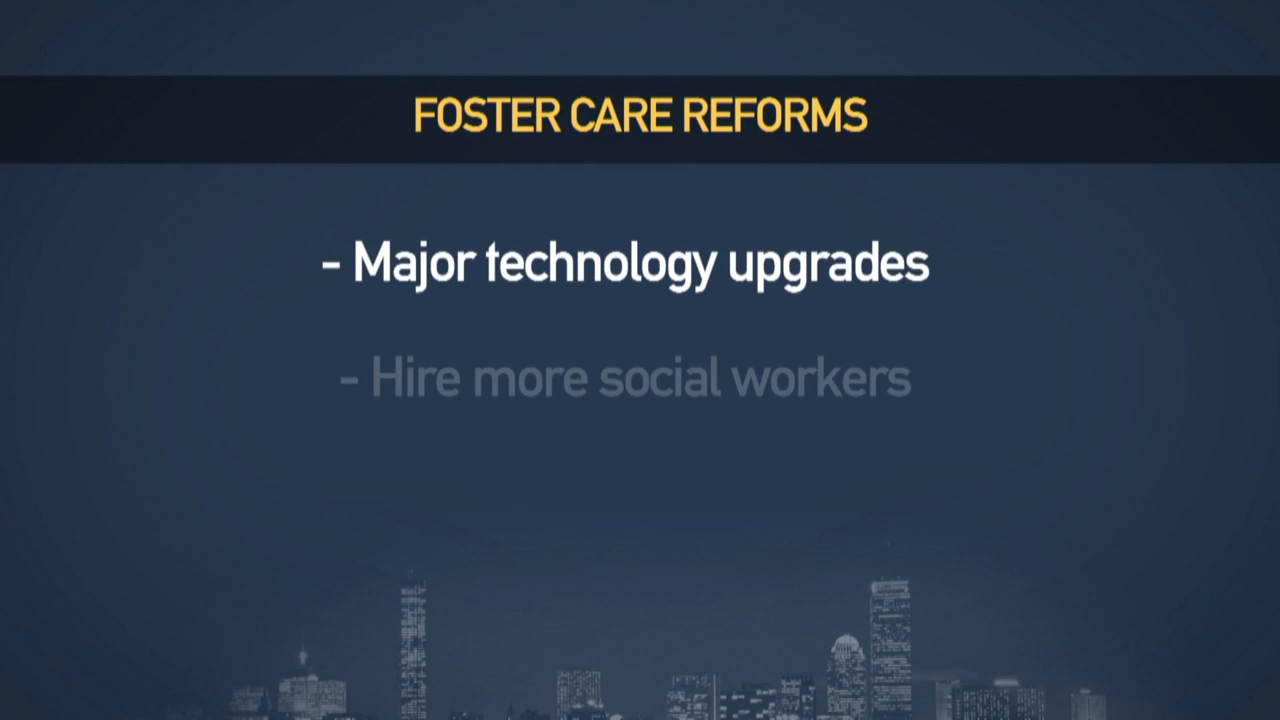 FOSTER CARE REFORMS
- Major technology upgrades
- Hire more social workers